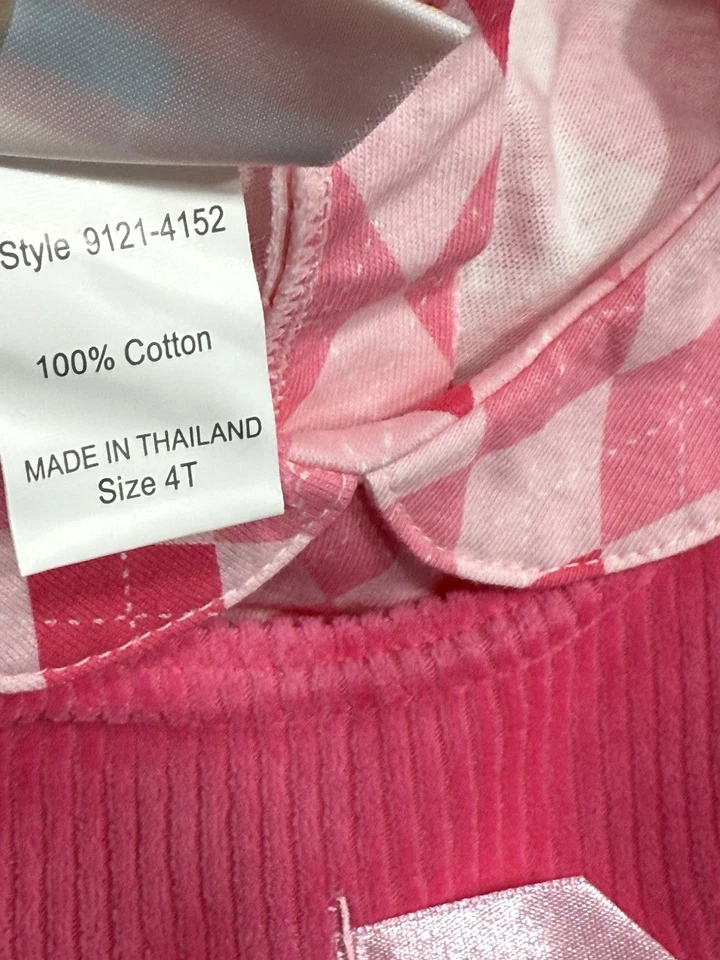 Style 9121-4152
100% Cotton
MADE IN THAILAND
Size 4T